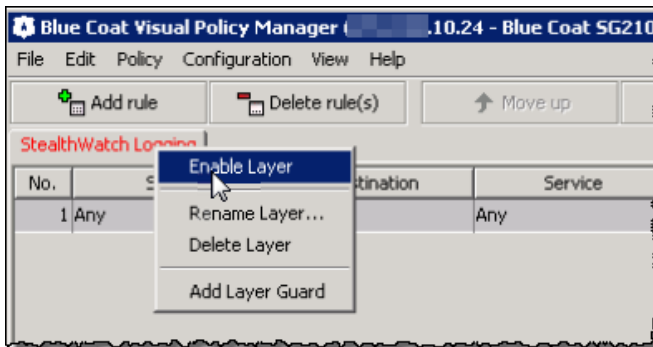 Blue Coat Visual Policy Manager ( .10.24 - Blue Coat SG210
File Edit Policy Configuration View Help
Add rule Delete rule(s) Move up
StealthWatch Logging
Enable Layer
No. S tination Service
1 Any Any
Rename Layer...
Delete Layer
Add Layer Guard